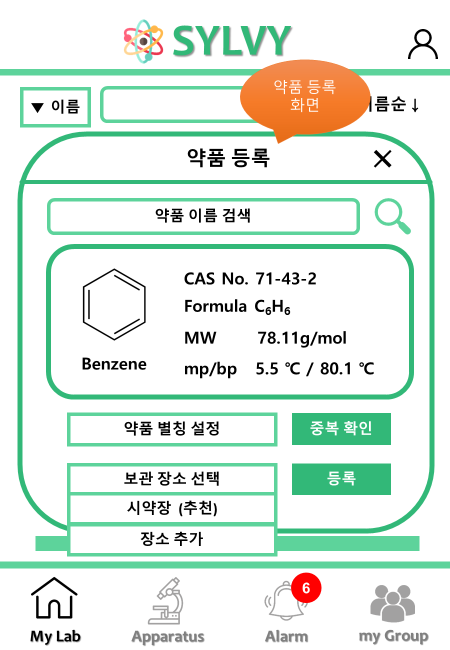 SYLVY
약품 등록
화면
▼ 이름
이름순↓
약품 등록
약품 이름 검색
CAS No. 71-43-2
Formula C₆H₆
MW 78.11g/mol
mp/bp 5.5 ℃ / 80.1 ℃
Benzene
약품 별칭 설정
중복 확인
보관 장소 선택
등록
시약장 (추천)
장소 추가
6
My Lab
Apparatus
Alarm
my Group